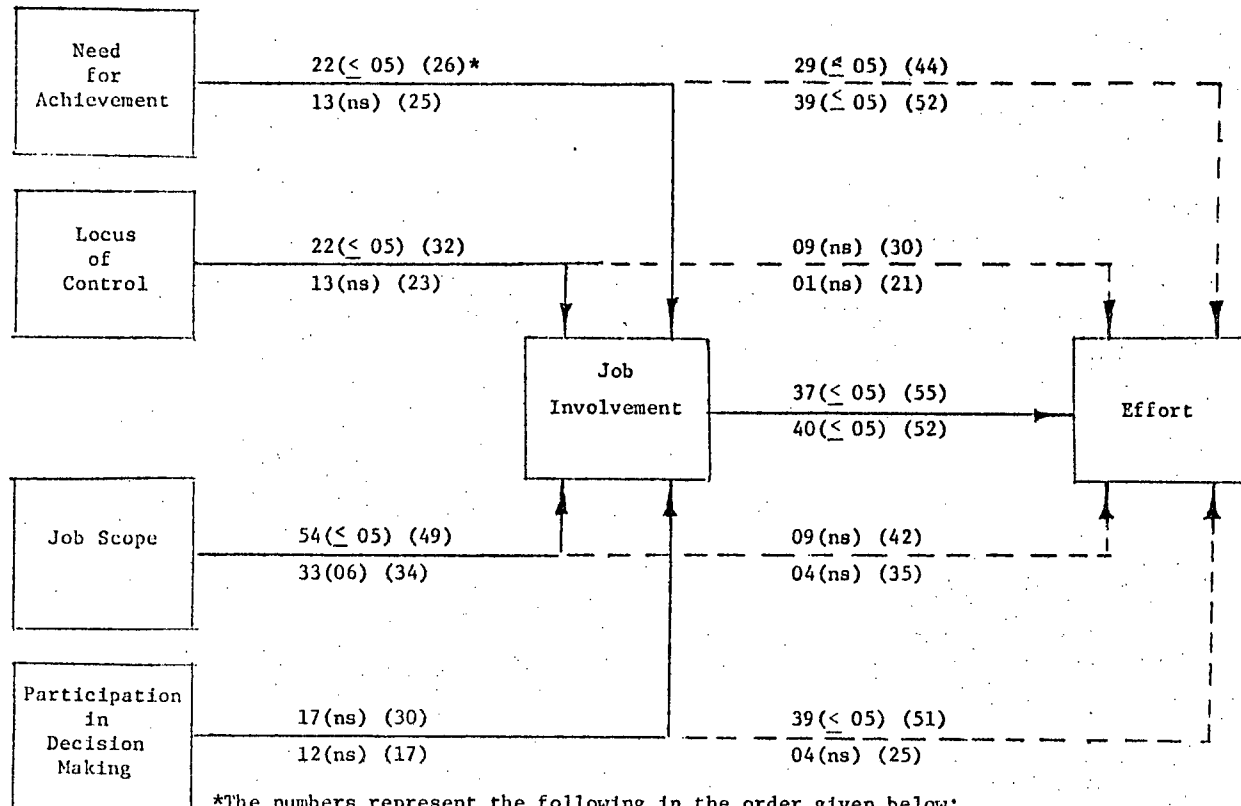 Need
for
Achievement
22(≤ 05) (26)*
13(ns) (25)
29(≤ 05) (44)
39(≤ 05) (52)
Locus
of
Control
22(≤ 05) (32)
13(ns) (23)
09(ns) (30)
01(ns) (21)
Job
Involvement
37(≤ 05) (55)
40(≤ 05) (52)
Effort
Job Scope
54(≤ 05) (49)
33(06) (34)
09(ns) (42)
04(ns) (35)
Participation
in
Decision
Making
17(ns) (30)
12(ns) (17)
39(≤ 05) (51)
04(ns) (25)
*The numbers represent the following in the order given below: